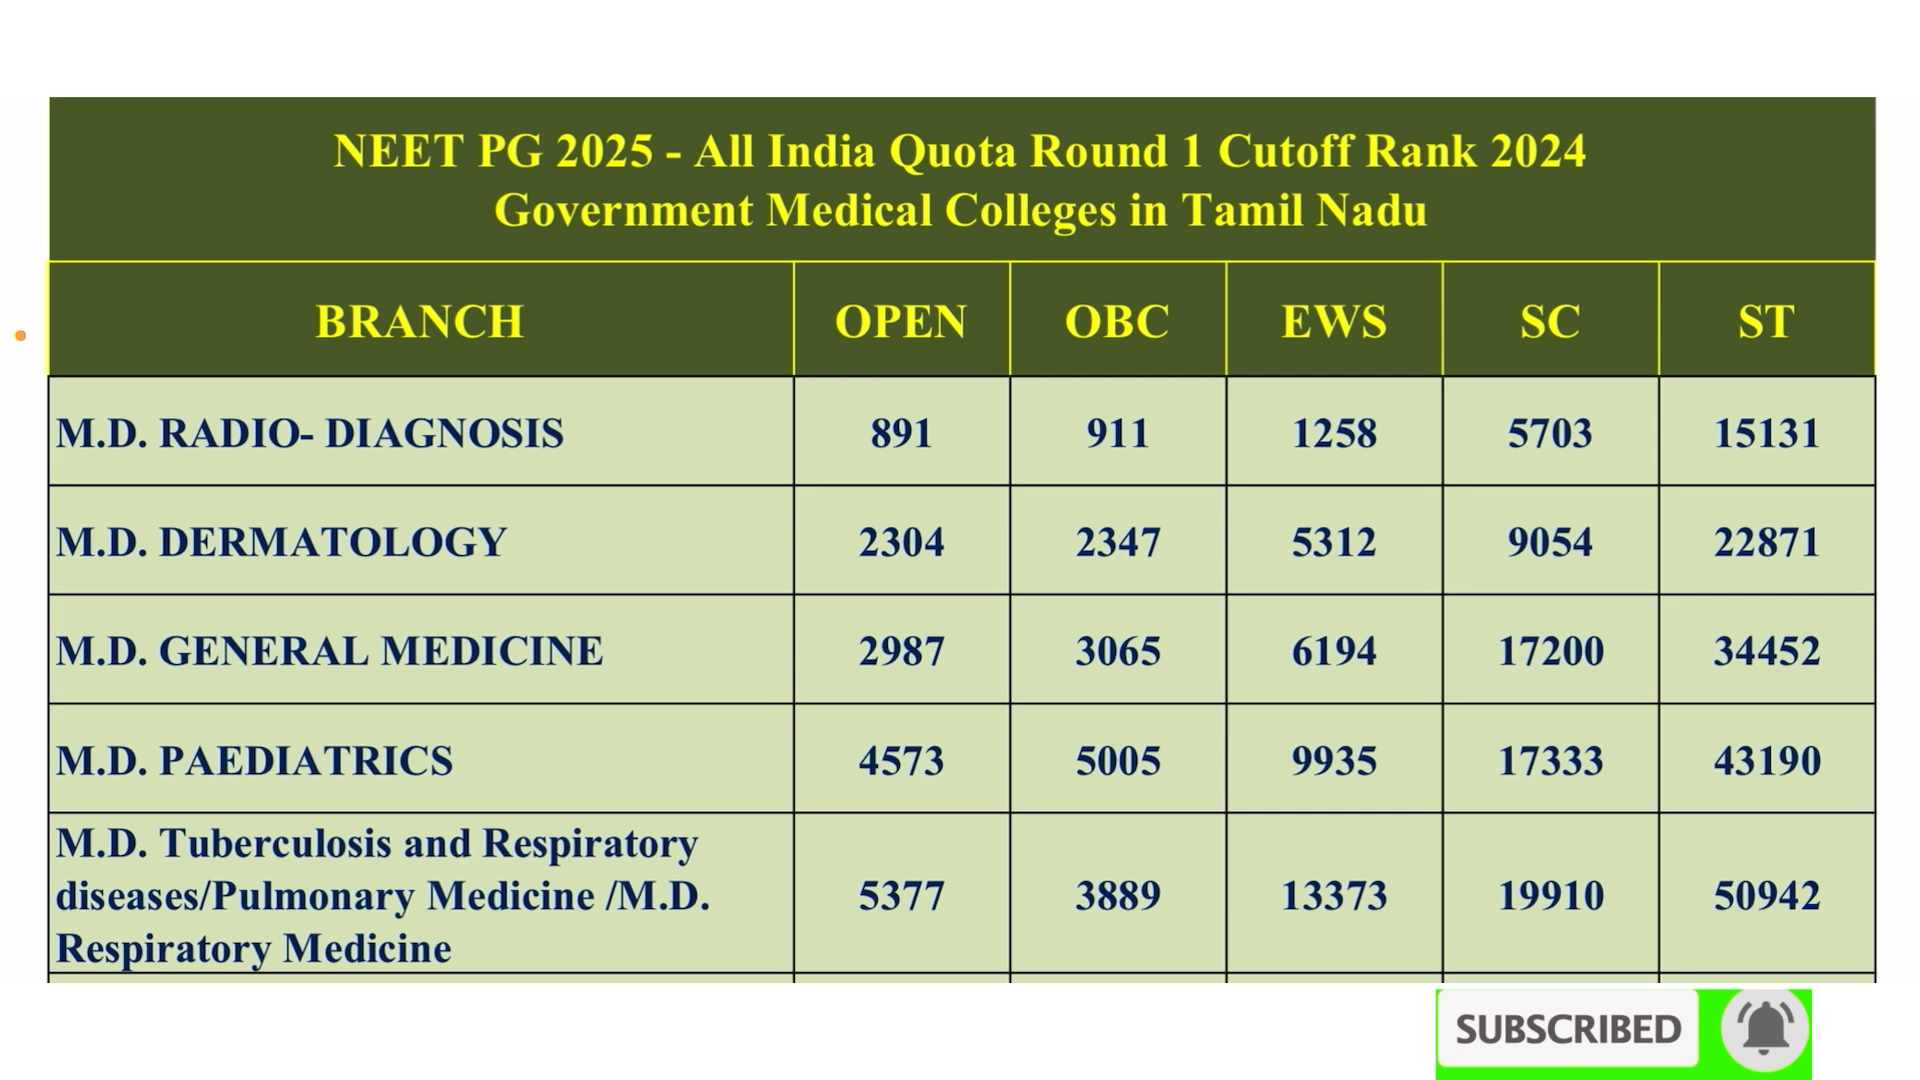 NEET PG 2025 - All India Quota Round 1 Cutoff Rank 2024
Government Medical Colleges in Tamil Nadu
BRANCH OPEN OBC EWS SC ST
M.D. RADIO- DIAGNOSIS 891 911 1258 5703 15131
M.D. DERMATOLOGY 2304 2347 5312 9054 22871
M.D. GENERAL MEDICINE 2987 3065 6194 17200 34452
M.D. PAEDIATRICS 4573 5005 9935 17333 43190
M.D. Tuberculosis and Respiratory
diseases/Pulmonary Medicine /M.D.
Respiratory Medicine
5377 3889 13373 19910 50942
SUBSCRIBED